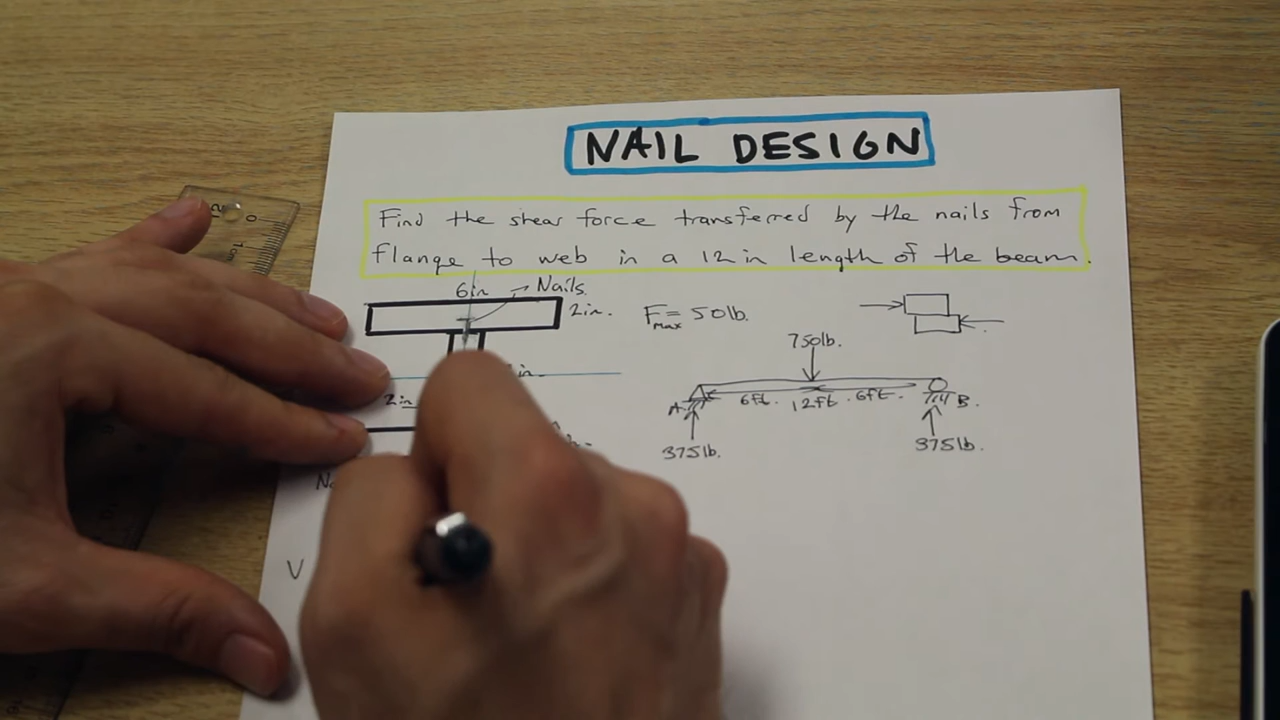 NAIL DESIGN
Find the shear force transferred by the nails from
flange to web in a 12 in length of the beam.
6in
Nails
2in.
F max = 50lb.
750lb.
2in
A
6ft.
12ft
6ft.
B.
375lb.
375lb.
V